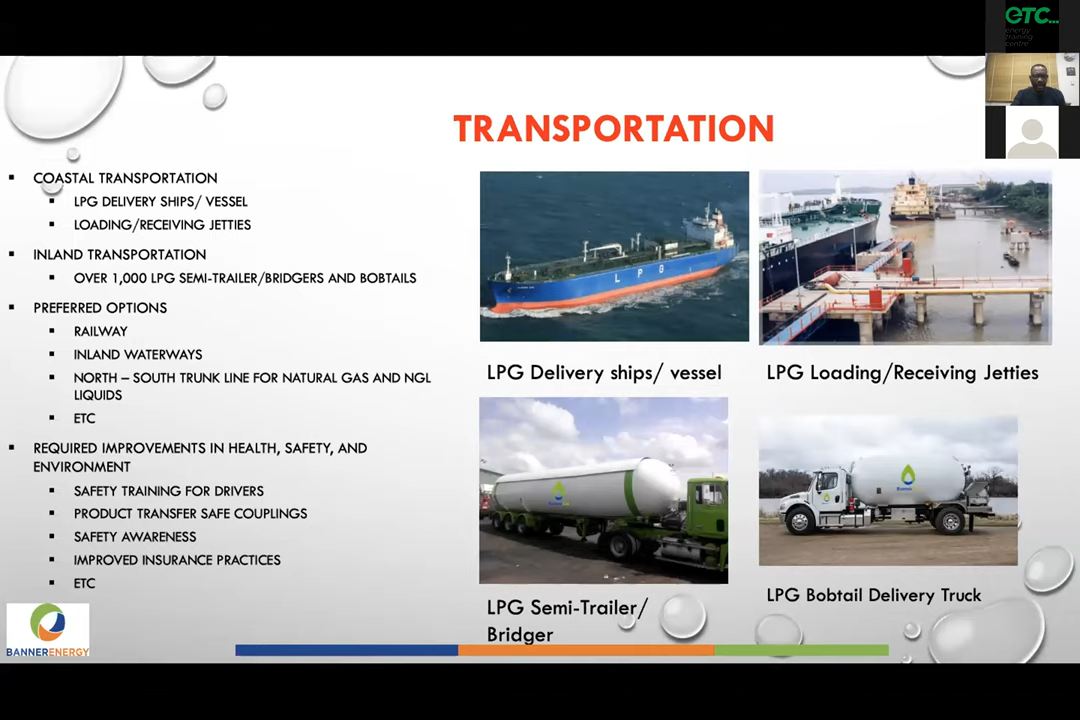 eTC...
energy
training
centre
TRANSPORTATION
COASTAL TRANSPORTATION
LPG DELIVERY SHIPS/ VESSEL
LOADING/RECEIVING JETTIES
INLAND TRANSPORTATION
OVER 1,000 LPG SEMI-TRAILER/BRIDGERS AND BOBTAILS
PREFERRED OPTIONS
RAILWAY
INLAND WATERWAYS
NORTH – SOUTH TRUNK LINE FOR NATURAL GAS AND NGL
LIQUIDS
ETC
REQUIRED IMPROVEMENTS IN HEALTH, SAFETY, AND
ENVIRONMENT
SAFETY TRAINING FOR DRIVERS
PRODUCT TRANSFER SAFE COUPLINGS
SAFETY AWARENESS
IMPROVED INSURANCE PRACTICES
ETC
LPG
LPG Delivery ships/ vessel
LPG Loading/Receiving Jetties
LPG Semi-Trailer/
Bridger
LPG Bobtail Delivery Truck
BANNERENERGY